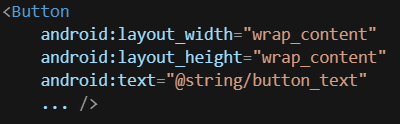 <Button
    android:layout_width="wrap_content"
    android:layout_height="wrap_content"
    android:text="@string/button_text"
    ... />